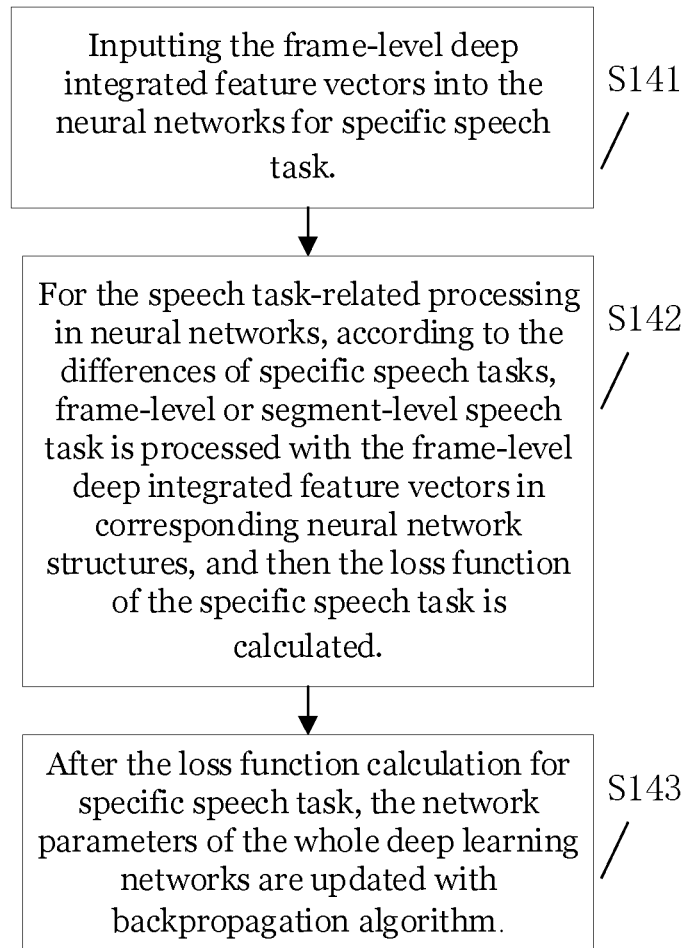 Inputting the frame-level deep
integrated feature vectors into the
neural networks for specific speech
task.
S141
For the speech task-related processing
in neural networks, according to the
differences of specific speech tasks,
frame-level or segment-level speech
task is processed with the frame-level
deep integrated feature vectors in
corresponding neural network
structures, and then the loss function
of the specific speech task is
calculated.
S142
After the loss function calculation for
specific speech task, the network
parameters of the whole deep learning
networks are updated with
backpropagation algorithm.
S143